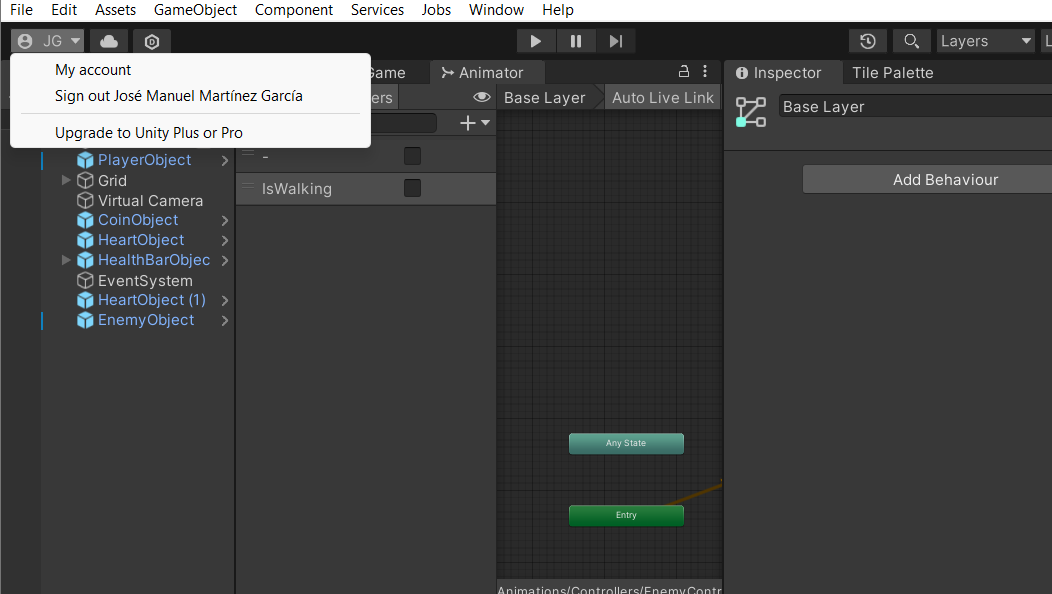 File Edit Assets GameObject Component Services Jobs Window Help
JG Layers
My account
Sign out José Manuel Martínez García
Upgrade to Unity Plus or Pro
Game Animator Inspector Tile Palette
Base Layer Auto Live Link
Base Layer
PlayerObject
-
Grid
IsWalking
Add Behaviour
Virtual Camera
CoinObject
HeartObject
HealthBarObjec
EventSystem
HeartObject (1)
EnemyObject
Any State
Entry
Animations/Controllers/EnemyContr